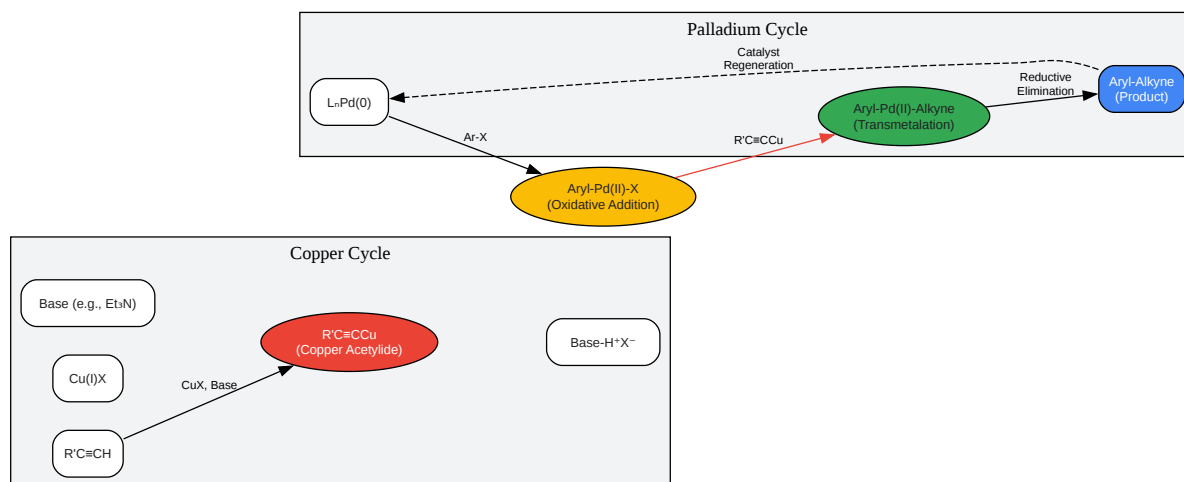 Palladium Cycle
Catalyst
Regeneration
LₙPd(0)
Ar-X
Aryl-Pd(II)-X
(Oxidative Addition)
R'C≡CCu
Aryl-Pd(II)-Alkyne
(Transmetalation)
Reductive
Elimination
Aryl-Alkyne
(Product)
Copper Cycle
Base (e.g., Et₃N)
Cu(I)X
R'C≡CH
CuX, Base
R'C≡CCu
(Copper Acetylide)
Base-H⁺X⁻